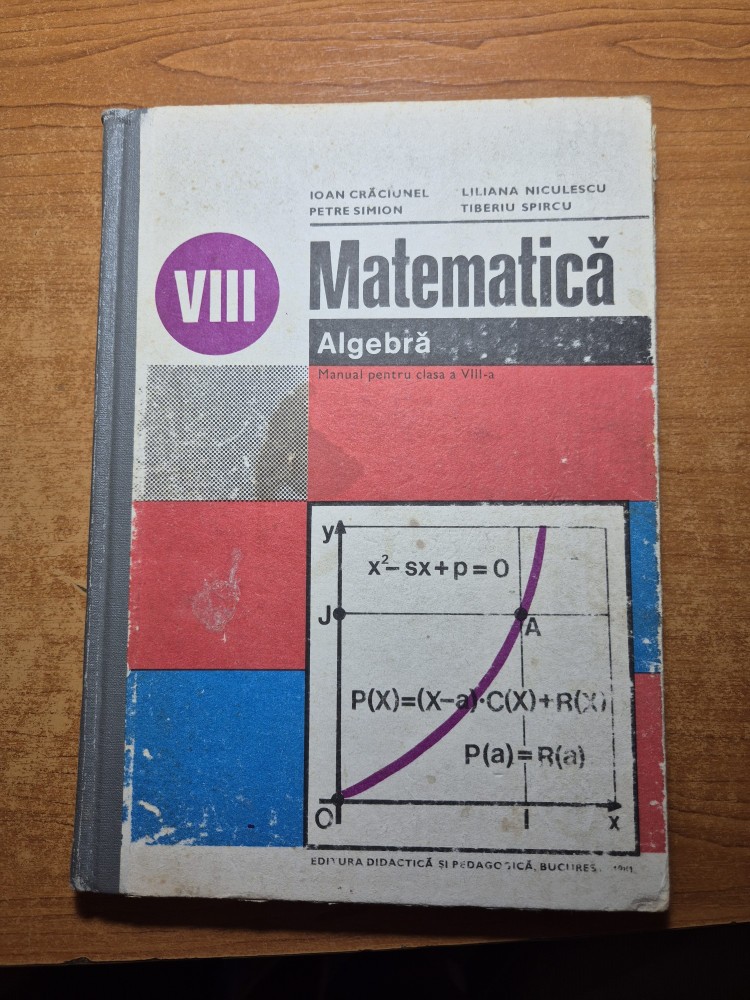 IOAN CRĂCIUNEL LILIANA NICULESCU
PETRE SIMION TIBERIU SPIRCU
VIII
Matematică
Algebră
Manual pentru clasa a VIII-a
y
x²-sx+p=0
J
A
P(X)=(X-a)·C(X)+R(X)
P(a)=R(a)
O
I
x
EDITURA DIDACTICĂ ȘI PEDAGOGICĂ,